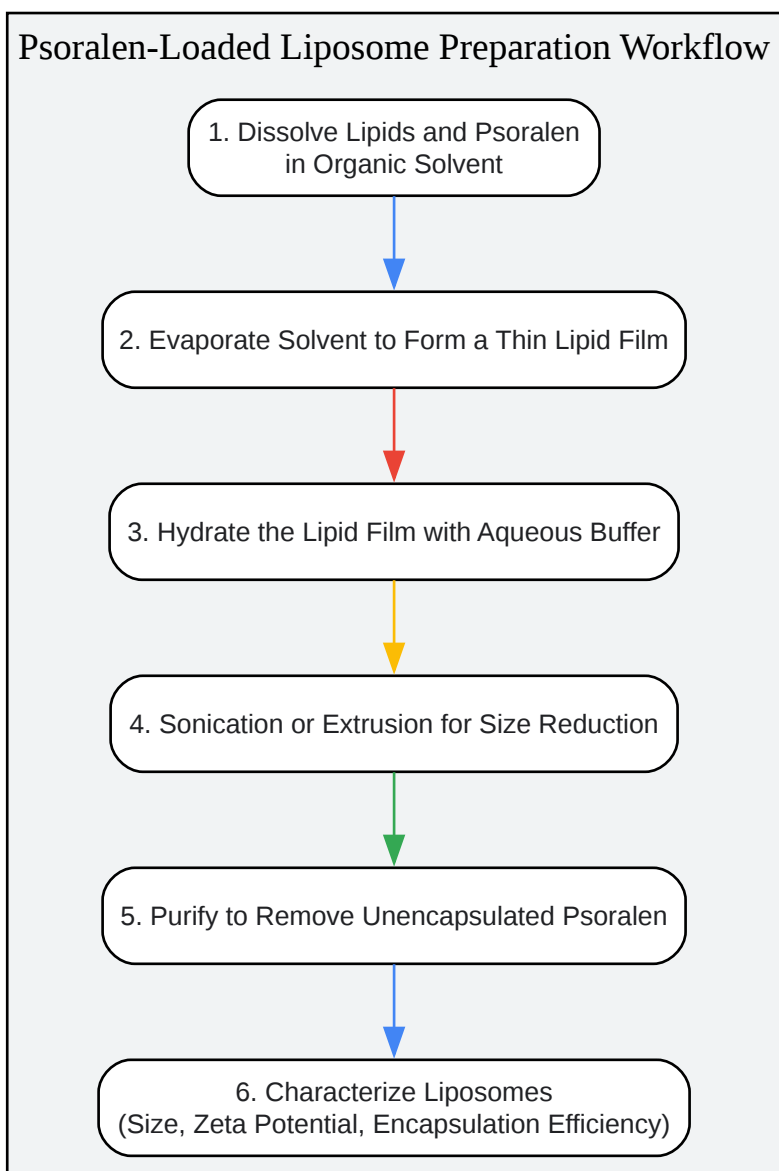 Psoralen-Loaded Liposome Preparation Workflow
1. Dissolve Lipids and Psoralen
in Organic Solvent
2. Evaporate Solvent to Form a Thin Lipid Film
3. Hydrate the Lipid Film with Aqueous Buffer
4. Sonication or Extrusion for Size Reduction
5. Purify to Remove Unencapsulated Psoralen
6. Characterize Liposomes
(Size, Zeta Potential, Encapsulation Efficiency)